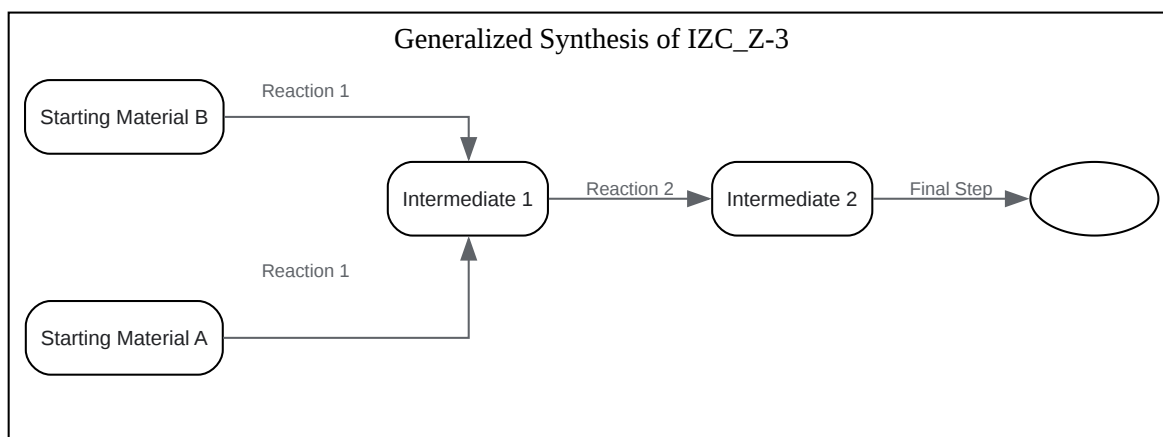 Generalized Synthesis of IZC_Z-3
Reaction 1
Starting Material B
Intermediate 1
Reaction 2
Intermediate 2
Final Step
Reaction 1
Starting Material A